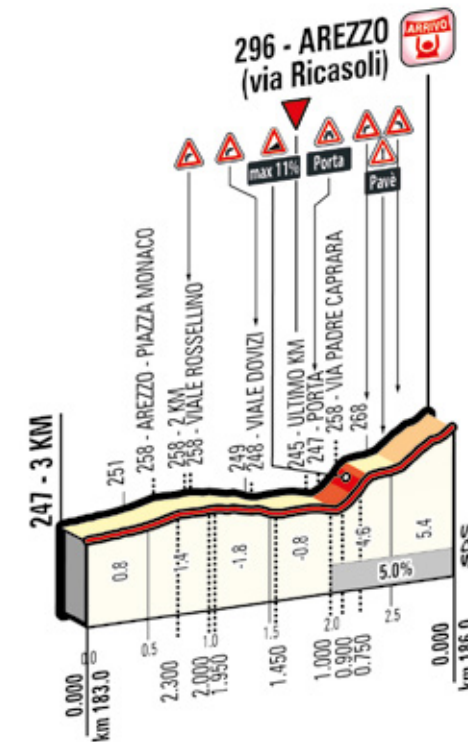 296 - AREZZO
(via Ricasoli)
ARRIVO
max 11%
Porta
Pavè
247 - 3 KM
251
258 - AREZZO - PIAZZA MONACO
258 - 2 KM
258 - VIALE ROSSELLINO
249
248 - VIALE DOVIZI
245 - ULTIMO KM
247 - PORTA
258 - VIA PADRE CAPRARA
268
0.8
1.4
-1.8
-0.8
4.6
5.4
5.0%
SDS
0.0
0.5
1.0
1.5
2.0
2.5
0.000
km 183.0
2.300
2.000
1.950
1.450
1.000
0.900
0.750
0.000
km 186.0